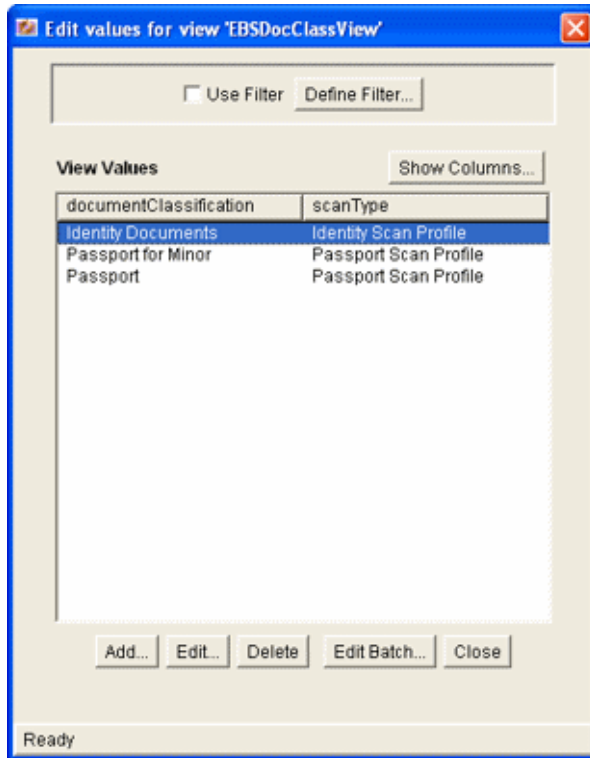 Edit values for view 'EBSDocClassView'
Use Filter Define Filter...
View Values Show Columns...
documentClassification scanType
Identity Documents Identity Scan Profile
Passport for Minor Passport Scan Profile
Passport Passport Scan Profile
Add... Edit... Delete Edit Batch... Close
Ready